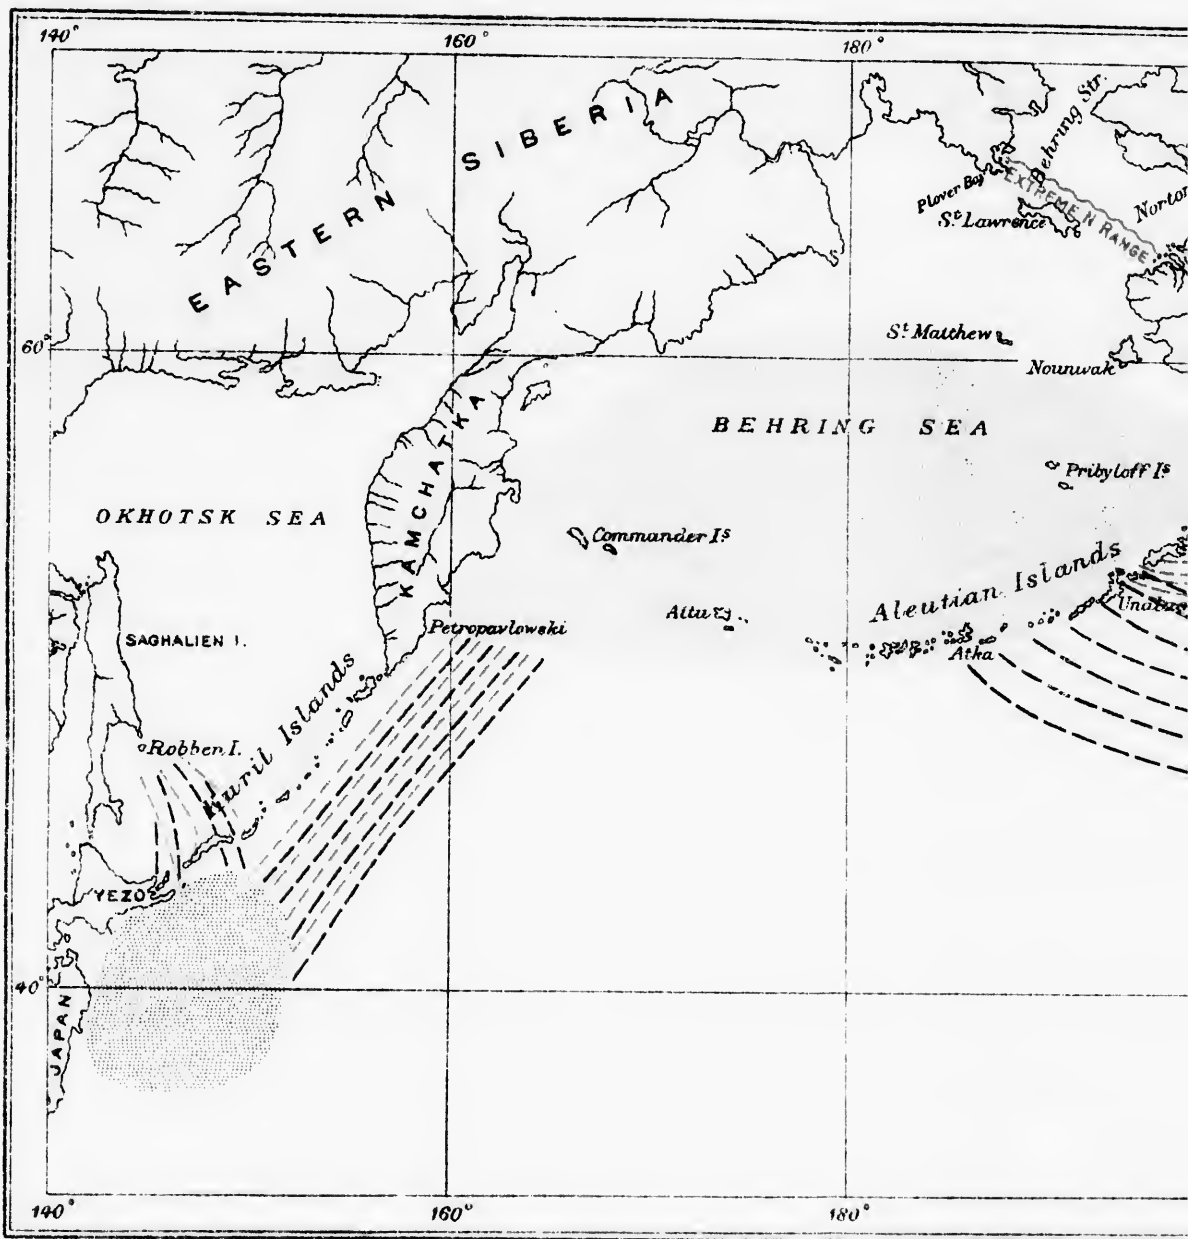 140°
160°
180°
EASTERN SIBERIA
Behring Str.
Plover Bay
EXTREME N RANGE
Norton
St Lawrence
60°
St Matthew
Nounwak
KAMCHATKA
BEHRING SEA
Pribyloff Is
OKHOTSK SEA
Commander Is
Aleutian Islands
Attu
Unalas
SAGHALIEN I.
Petropavlowski
Atka
Kuril Islands
Robben I.
YEZO
40°
JAPAN
140°
160°
180°